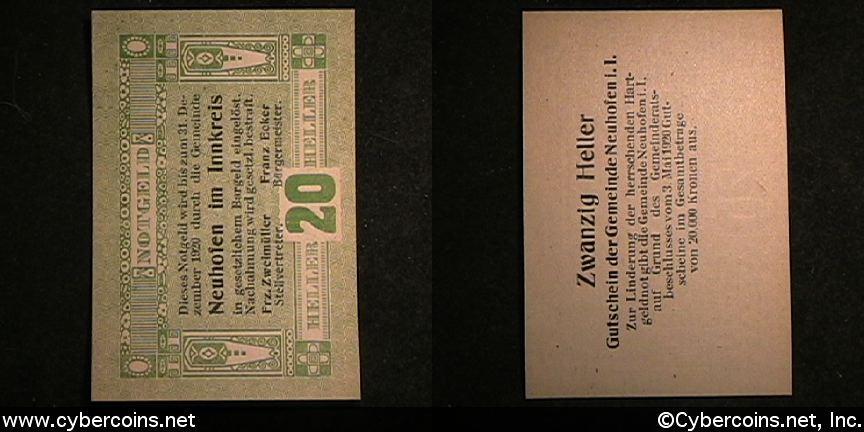 NOTGELD
Dieses Notgeld wird bis zum 31. De-
zember 1920 durch die Gemeinde
Neuhofen im Innkreis
in gesetzlichem Bargeld eingelöst.
Nachahmung wird gesetzl. bestraft.
Frz. Zweimüller Franz Ecker
Stellvertreter. Bürgermeister.
HELLER 20 HELLER
Zwanzig Heller
Gutschein der Gemeinde Neuhofen i. I.
Zur Linderung der herrschenden Hart-
geldnot gibt die Gemeinde Neuhofen i. I.
auf Grund des Gemeinderats-
beschlusses vom 3. Mai 1920 Gut-
scheine im Gesamtbetrage
von 20.000 Kronen aus.
www.cybercoins.net
©Cybercoins.net, Inc.